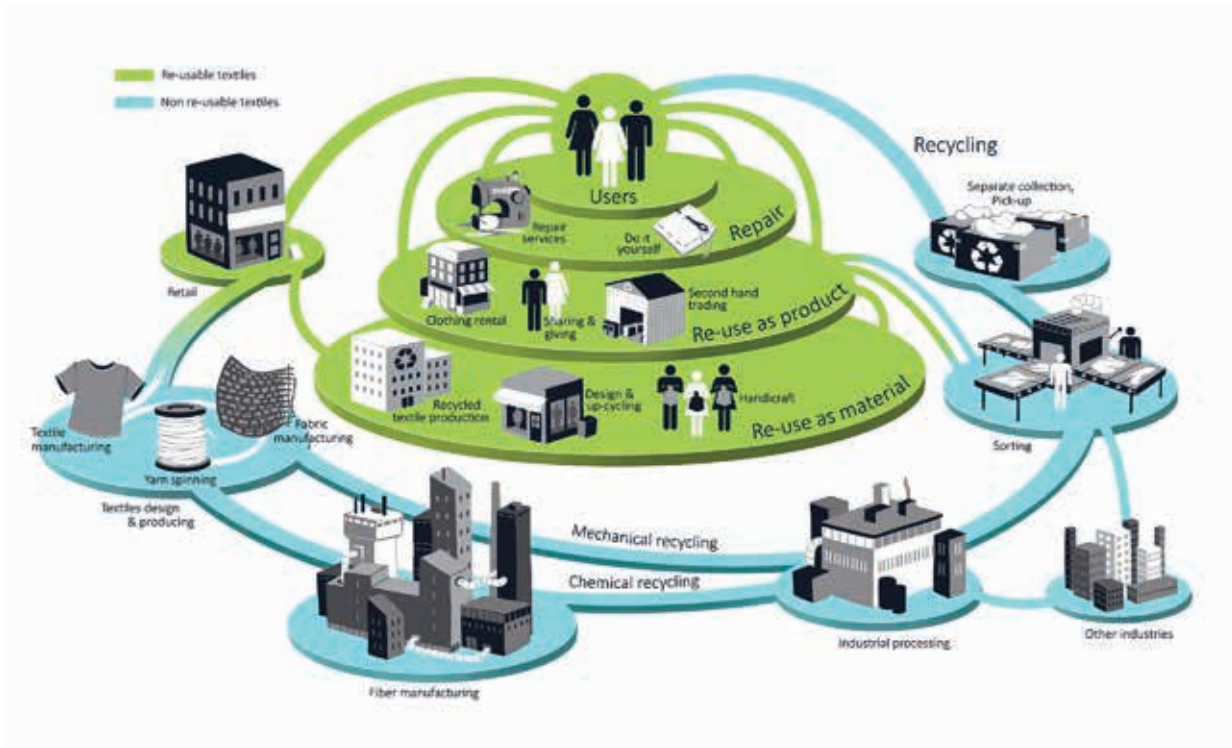 Re-usable textiles
Non re-usable textiles
Recycling
Separate collection,
Pick-up
Users
Repair
services
Do it
yourself
Repair
Retail
Clothing rental
Sharing &
giving
Second hand
trading
Re-use as product
Recycled
textile production
Design &
up-cycling
Handicraft
Re-use as material
Sorting
Textile
manufacturing
Fabric
manufacturing
Yarn spinning
Textiles design
& producing
Mechanical recycling
Chemical recycling
Industrial processing
Other industries
Fiber manufacturing